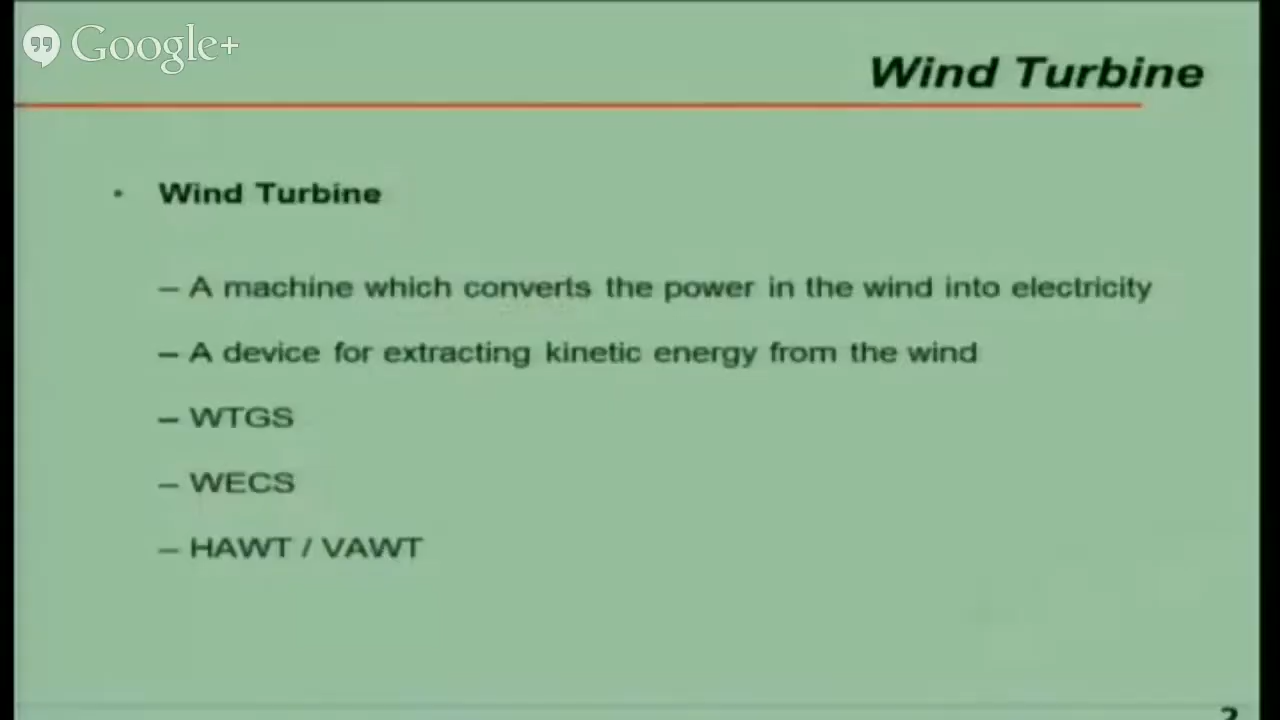 Google+
Wind Turbine
• Wind Turbine
– A machine which converts the power in the wind into electricity
– A device for extracting kinetic energy from the wind
– WTGS
– WECS
– HAWT / VAWT
2